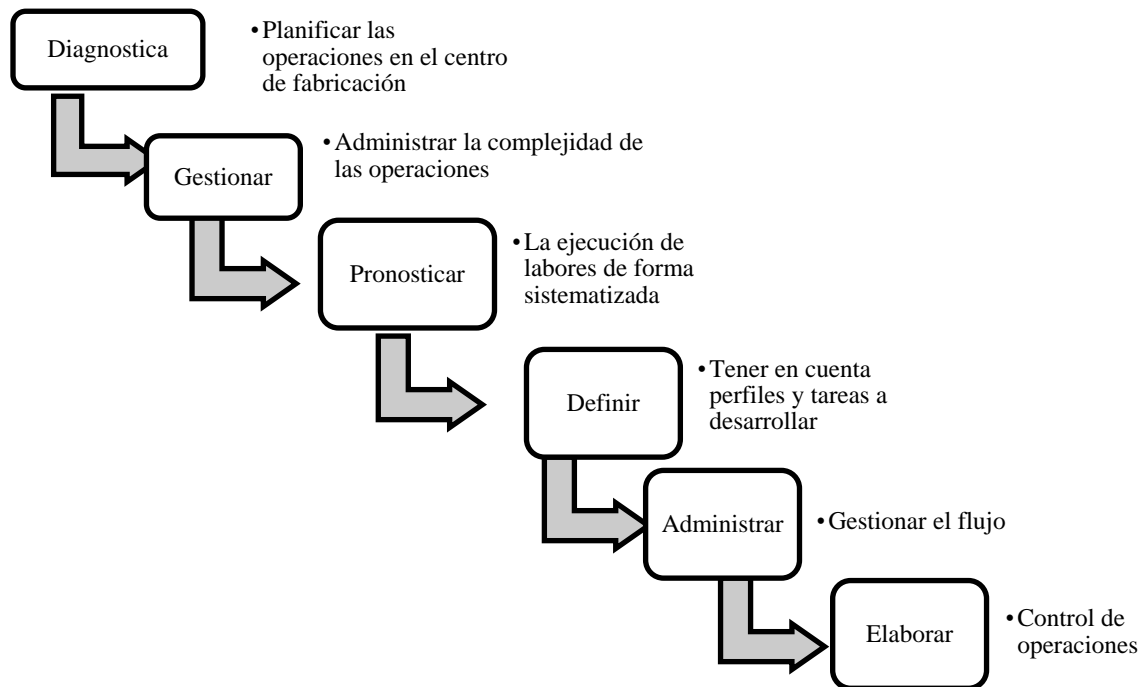 Diagnostica
•Planificar las
operaciones en el centro
de fabricación
Gestionar
•Administrar la complejidad de
las operaciones
Pronosticar
•La ejecución de
labores de forma
sistematizada
Definir
•Tener en cuenta
perfiles y tareas a
desarrollar
Administrar
•Gestionar el flujo
Elaborar
•Control de
operaciones